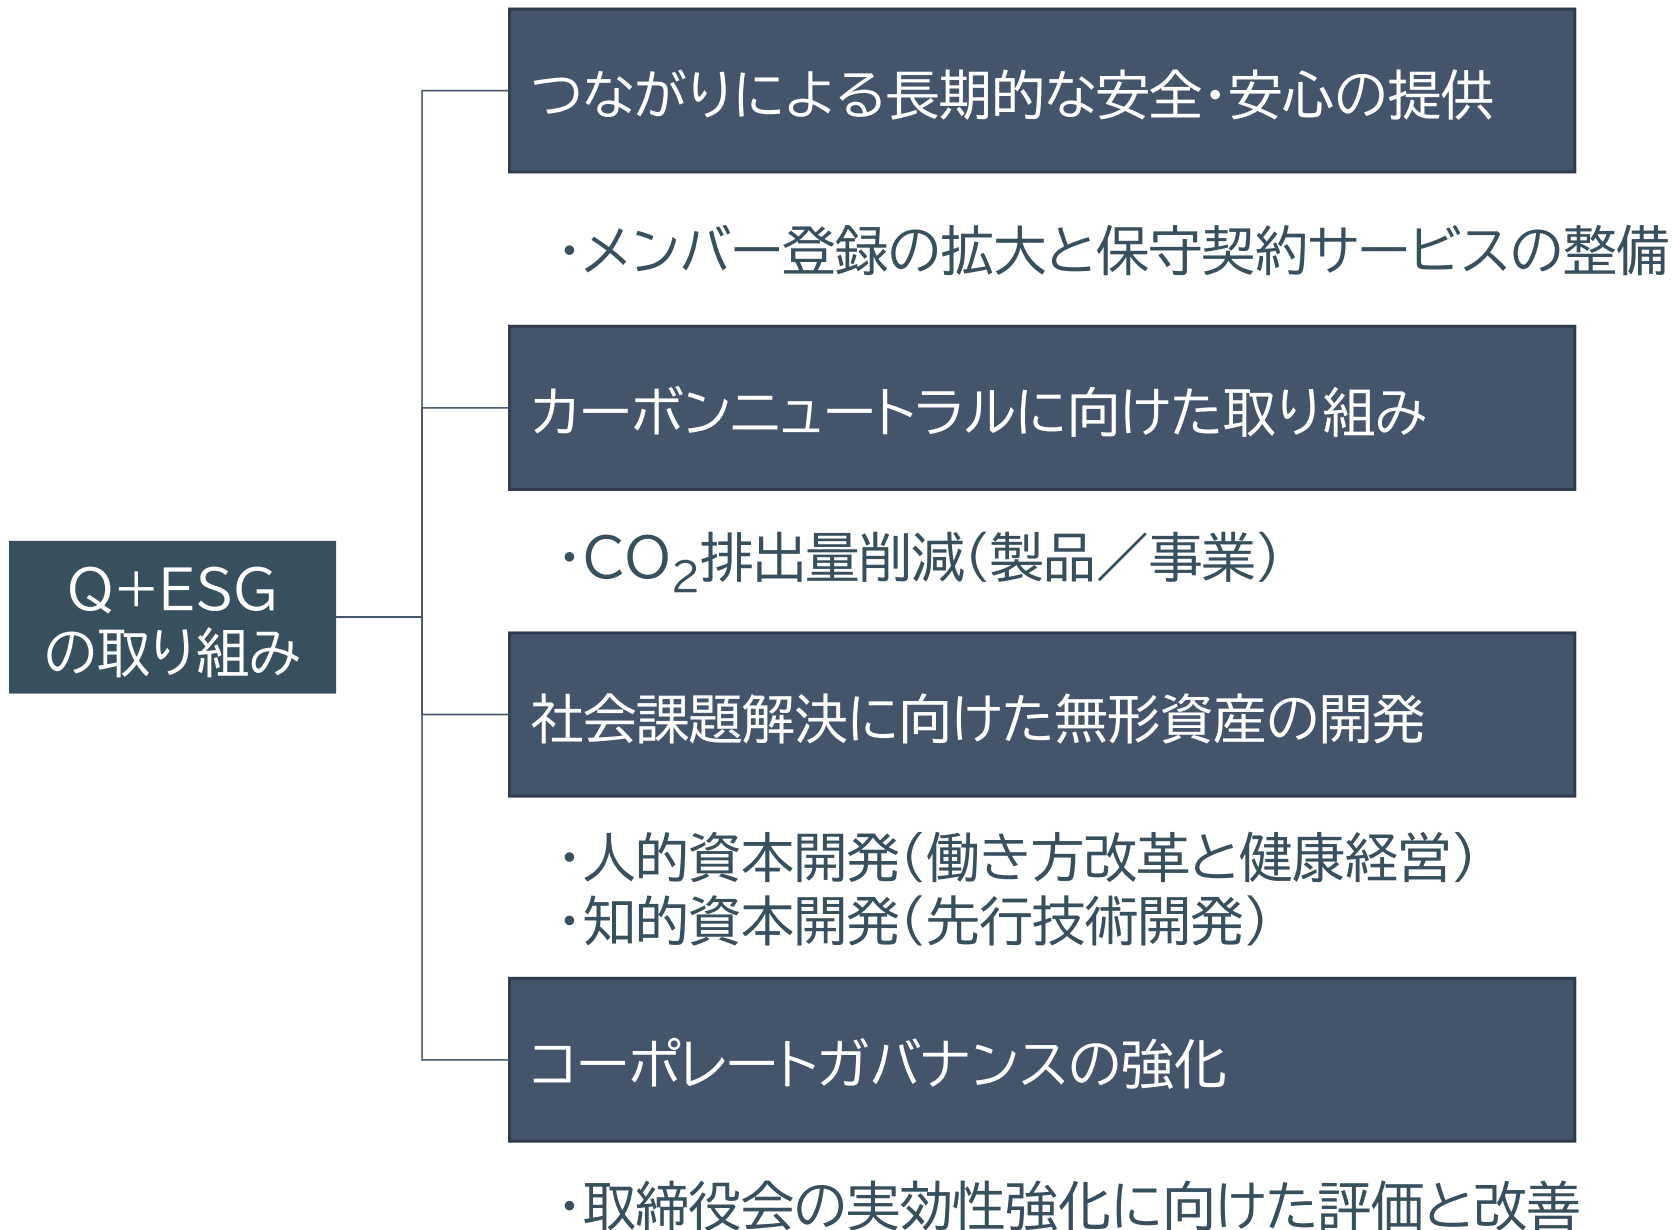 つながりによる長期的な安全・安心の提供
・メンバー登録の拡大と保守契約サービスの整備
カーボンニュートラルに向けた取り組み
・CO₂排出量削減（製品／事業）
Q+ESG
の取り組み
社会課題解決に向けた無形資産の開発
・人的資本開発（働き方改革と健康経営）
・知的資本開発（先行技術開発）
コーポレートガバナンスの強化
・取締役会の実効性強化に向けた評価と改善